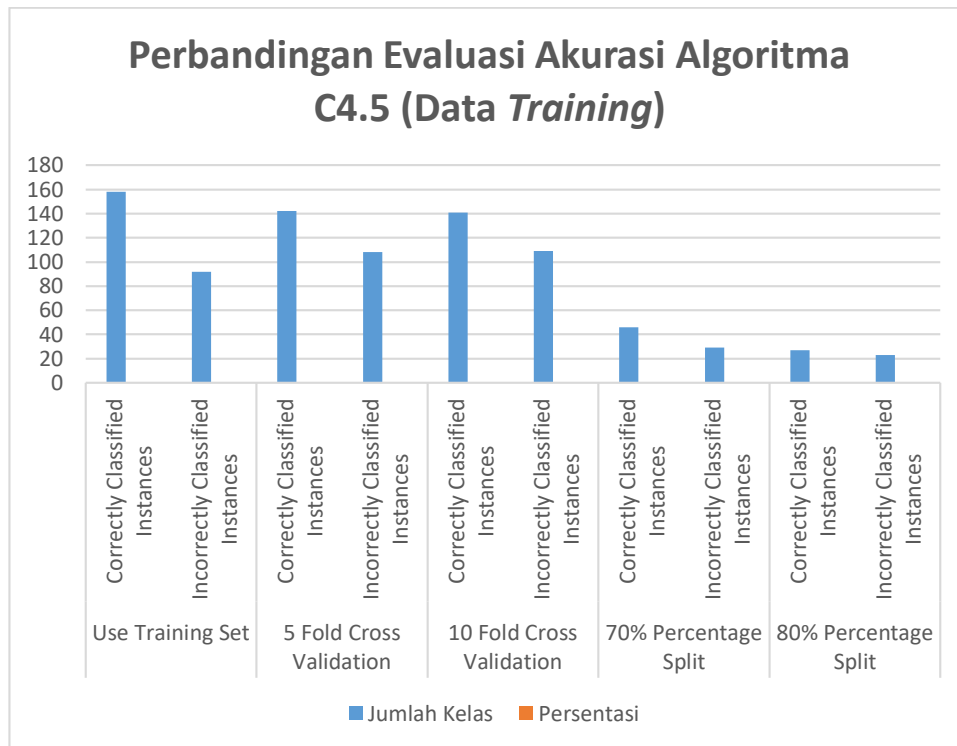 Perbandingan Evaluasi Akurasi Algoritma
C4.5 (Data Training)
180
160
140
120
100
80
60
40
20
0
Correctly Classified
Instances
Incorrectly Classified
Instances
Correctly Classified
Instances
Incorrectly Classified
Instances
Correctly Classified
Instances
Incorrectly Classified
Instances
Correctly Classified
Instances
Incorrectly Classified
Instances
Correctly Classified
Instances
Incorrectly Classified
Instances
Use Training Set
5 Fold Cross
Validation
10 Fold Cross
Validation
70% Percentage
Split
80% Percentage
Split
Jumlah Kelas
Persentasi